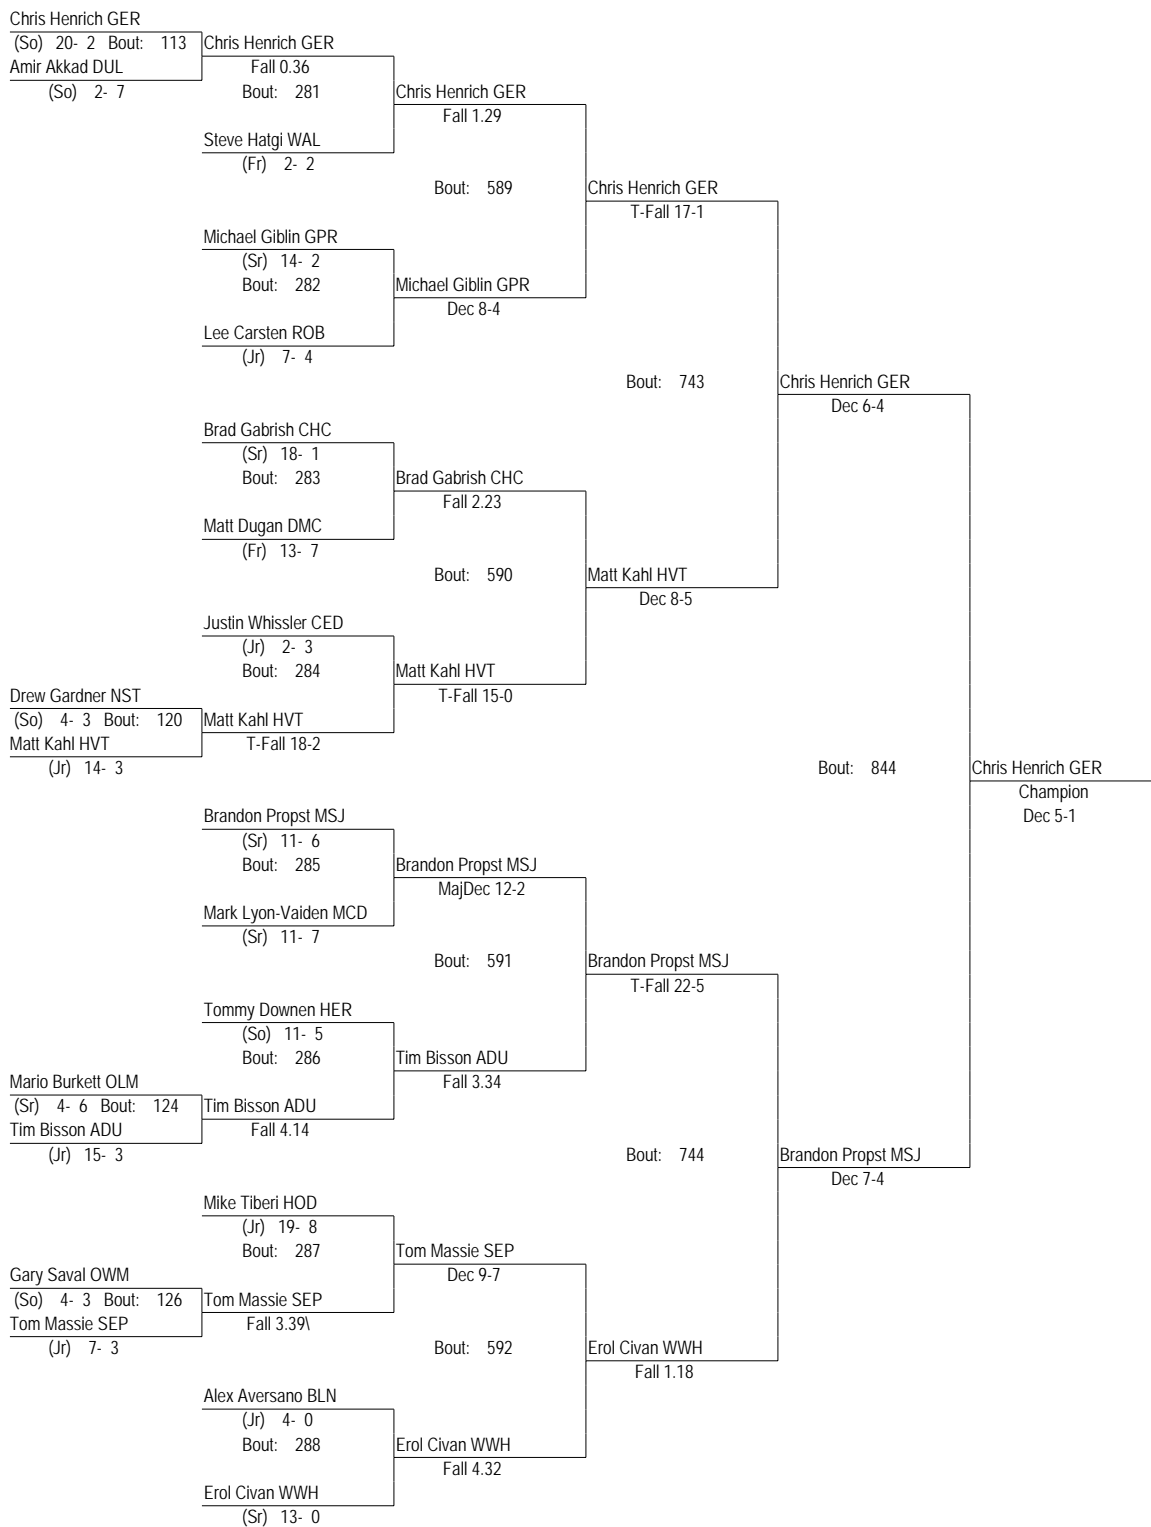 Chris Henrich GER
(So) 20- 2 Bout: 113 Chris Henrich GER
Amir Akkad DUL Fall 0.36
(So) 2- 7 Bout: 281 Chris Henrich GER
Fall 1.29
Steve Hatgi WAL
(Fr) 2- 2
Bout: 589 Chris Henrich GER
T-Fall 17-1
Michael Giblin GPR
(Sr) 14- 2
Bout: 282 Michael Giblin GPR
Dec 8-4
Lee Carsten ROB
(Jr) 7- 4
Bout: 743 Chris Henrich GER
Dec 6-4
Brad Gabrish CHC
(Sr) 18- 1
Bout: 283 Brad Gabrish CHC
Fall 2.23
Matt Dugan DMC
(Fr) 13- 7
Bout: 590 Matt Kahl HVT
Dec 8-5
Justin Whissler CED
(Jr) 2- 3
Bout: 284 Matt Kahl HVT
Drew Gardner NST T-Fall 15-0
(So) 4- 3 Bout: 120 Matt Kahl HVT
Matt Kahl HVT T-Fall 18-2
(Jr) 14- 3 Bout: 844 Chris Henrich GER
Champion
Brandon Propst MSJ Dec 5-1
(Sr) 11- 6
Bout: 285 Brandon Propst MSJ
MajDec 12-2
Mark Lyon-Vaiden MCD
(Sr) 11- 7
Bout: 591 Brandon Propst MSJ
T-Fall 22-5
Tommy Downen HER
(So) 11- 5
Bout: 286 Tim Bisson ADU
Mario Burkett OLM Fall 3.34
(Sr) 4- 6 Bout: 124 Tim Bisson ADU
Tim Bisson ADU Fall 4.14
(Jr) 15- 3 Bout: 744 Brandon Propst MSJ
Dec 7-4
Mike Tiberi HOD
(Jr) 19- 8
Bout: 287 Tom Massie SEP
Gary Saval OWM Dec 9-7
(So) 4- 3 Bout: 126 Tom Massie SEP
Tom Massie SEP Fall 3.39\
(Jr) 7- 3 Bout: 592 Erol Civan WWH
Fall 1.18
Alex Aversano BLN
(Jr) 4- 0
Bout: 288 Erol Civan WWH
Fall 4.32
Erol Civan WWH
(Sr) 13- 0